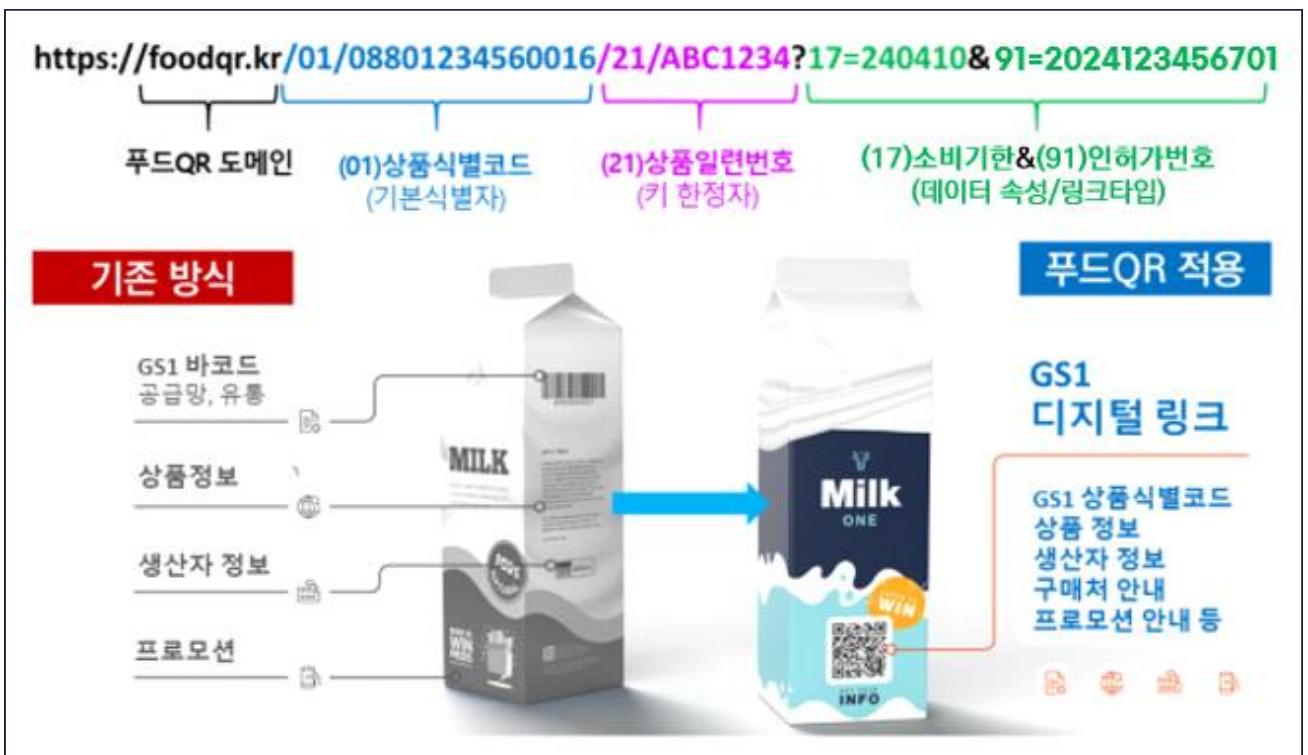 https://foodqr.kr/01/08801234560016/21/ABC1234?17=240410&91=2024123456701
푸드QR 도메인
(01)상품식별코드
(기본식별자)
(21)상품일련번호
(키 한정자)
(17)소비기한&(91)인허가번호
(데이터 속성/링크타입)
기존 방식
푸드QR 적용
GS1 바코드
공급망, 유통
상품정보
생산자 정보
프로모션
MILK
100%
WIN
Milk
ONE
WIN
INFO
GS1
디지털 링크
GS1 상품식별코드
상품 정보
생산자 정보
구매처 안내
프로모션 안내 등